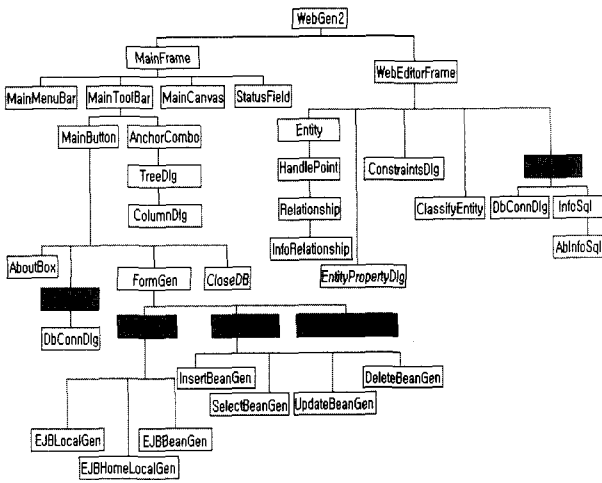 WebGen2
MainFrame
WebEditorFrame
MainMenuBar MainToolBar MainCanvas StatusField
MainButton AnchorCombo
Entity
HandlePoint
ConstraintsDlg
TreeDlg
ColumnDlg
Relationship
ClassifyEntity
DbConnDlg InfoSql
InfoRelationship
AbInfoSql
AboutBox
FormGen
CloseDB
EntityPropertyDlg
DbConnDlg
InsertBeanGen
DeleteBeanGen
SelectBeanGen
UpdateBeanGen
EJBLocalGen
EJBBeanGen
EJBHomeLocalGen